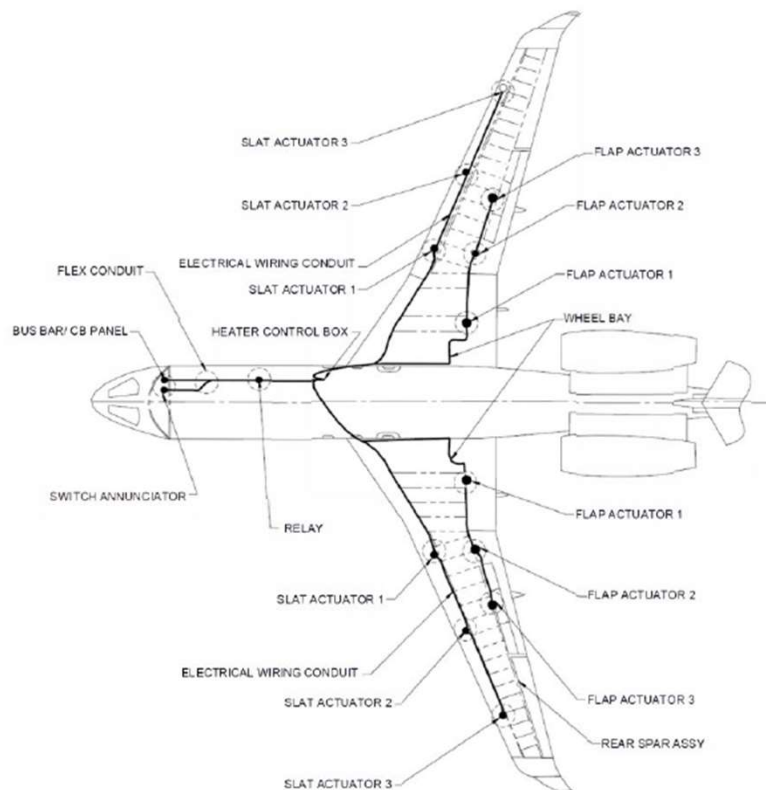 SLAT ACTUATOR 3
FLAP ACTUATOR 3
SLAT ACTUATOR 2
FLAP ACTUATOR 2
ELECTRICAL WIRING CONDUIT
FLEX CONDUIT
SLAT ACTUATOR 1
FLAP ACTUATOR 1
BUS BAR/ CB PANEL
HEATER CONTROL BOX
WHEEL BAY
SWITCH ANNUNCIATOR
RELAY
FLAP ACTUATOR 1
SLAT ACTUATOR 1
FLAP ACTUATOR 2
ELECTRICAL WIRING CONDUIT
SLAT ACTUATOR 2
FLAP ACTUATOR 3
REAR SPAR ASSY
SLAT ACTUATOR 3